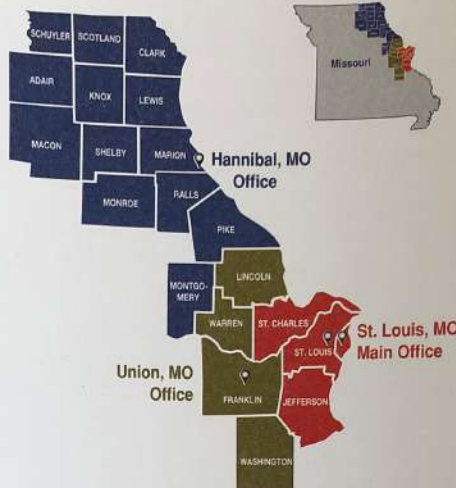 SCHUYLER
SCOTLAND
CLARK
Missouri
ADAIR
KNOX
LEWIS
MACON
SHELBY
MARION
Hannibal, MO
Office
MONROE
RALLS
PIKE
LINCOLN
MONTGO-
MERY
WARREN
ST. CHARLES
ST. LOUIS
St. Louis, MO
Main Office
Union, MO
Office
FRANKLIN
JEFFERSON
WASHINGTON